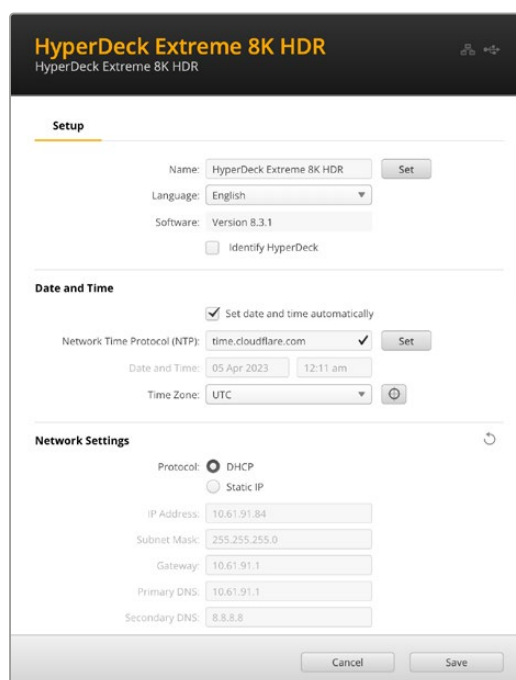 HyperDeck Extreme 8K HDR
HyperDeck Extreme 8K HDR
Setup
Name: HyperDeck Extreme 8K HDR Set
Language: English
Software: Version 8.3.1
Identify HyperDeck
Date and Time
Set date and time automatically
Network Time Protocol (NTP): time.cloudflare.com Set
Date and Time: 05 Apr 2023 12:11 am
Time Zone: UTC
Network Settings
Protocol: DHCP
Static IP
IP Address: 10.61.91.84
Subnet Mask: 255.255.255.0
Gateway: 10.61.91.1
Primary DNS: 10.61.91.1
Secondary DNS: 8.8.8.8
Cancel Save